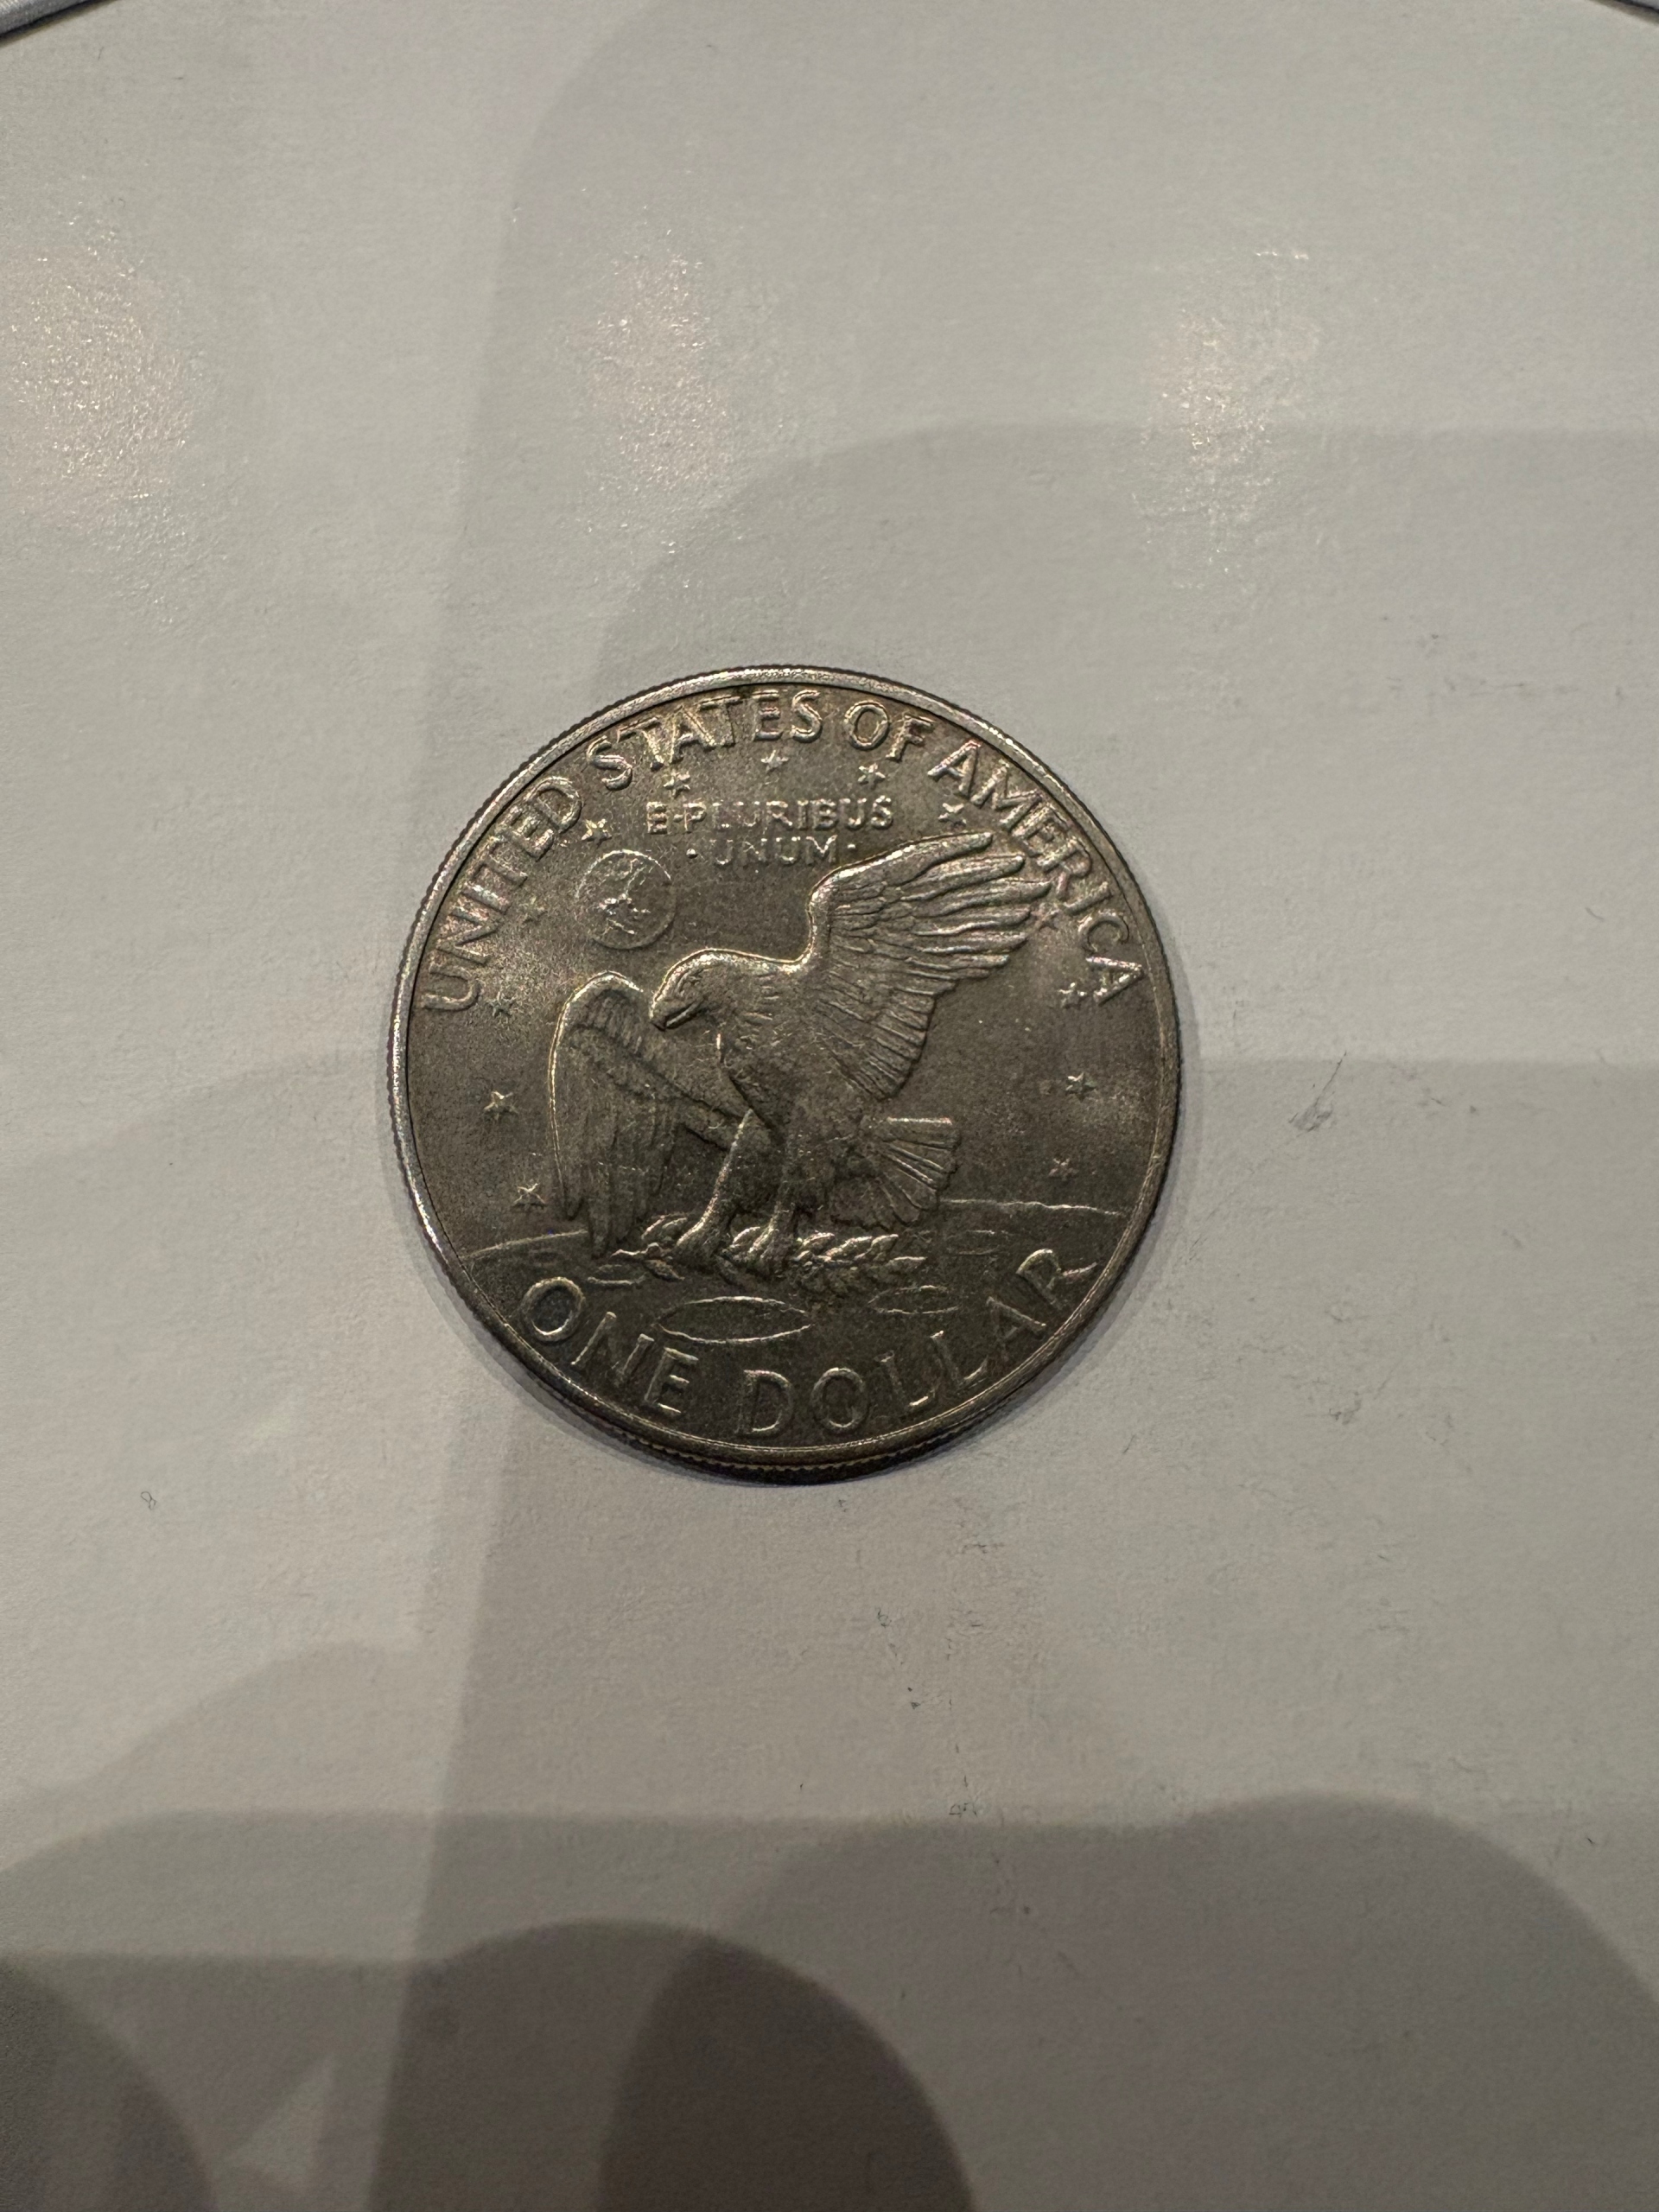 UNITED STATES OF AMERICA
E·PLURIBUS
·UNUM·
ONE DOLLAR